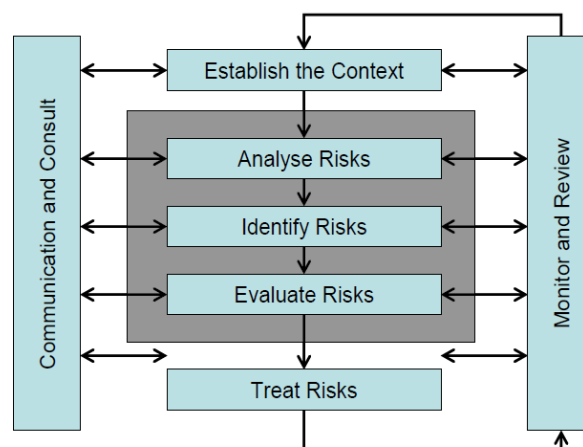 Establish the Context
Analyse Risks
Identify Risks
Evaluate Risks
Treat Risks
Communication and Consult
Monitor and Review